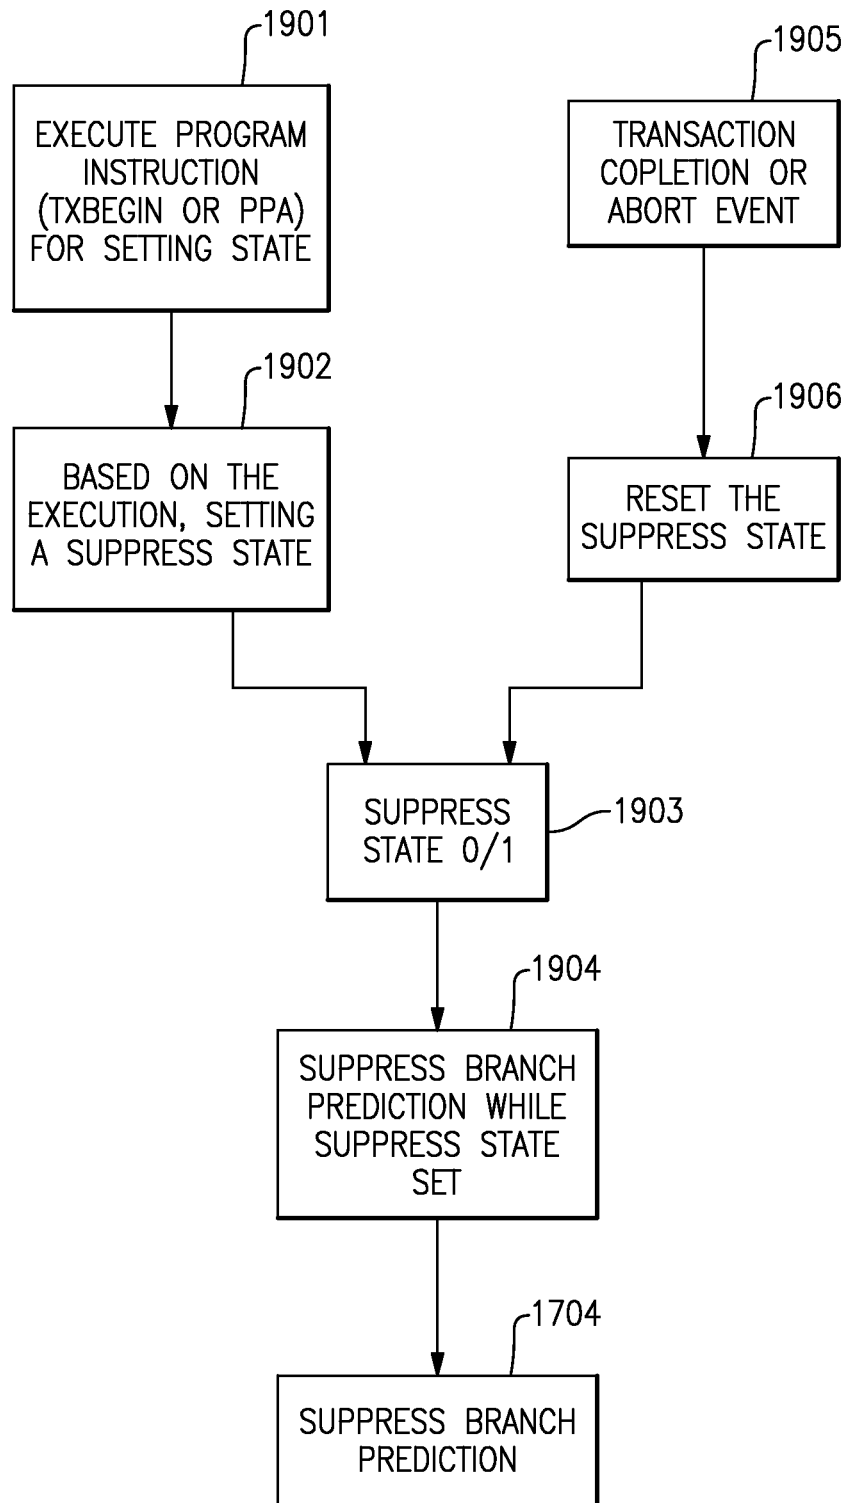 1901
EXECUTE PROGRAM
INSTRUCTION
(TXBEGIN OR PPA)
FOR SETTING STATE
1905
TRANSACTION
COPLETION OR
ABORT EVENT
1902
BASED ON THE
EXECUTION, SETTING
A SUPPRESS STATE
1906
RESET THE
SUPPRESS STATE
SUPPRESS
STATE 0/1
1903
1904
SUPPRESS BRANCH
PREDICTION WHILE
SUPPRESS STATE
SET
1704
SUPPRESS BRANCH
PREDICTION